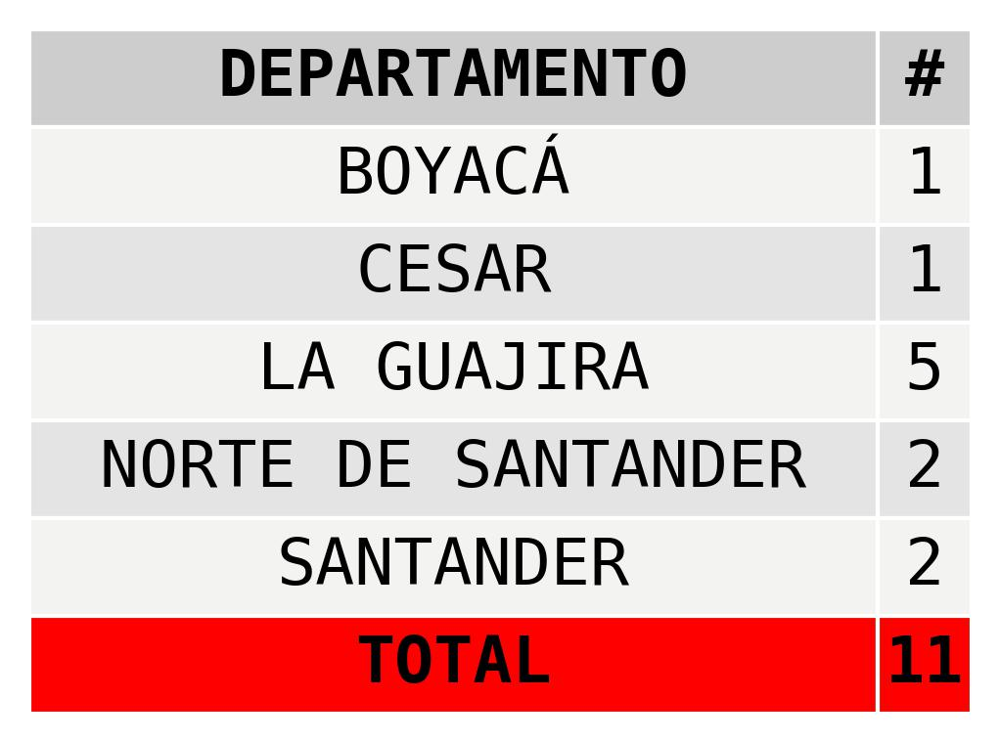 DEPARTAMENTO #
BOYACÁ 1
CESAR 1
LA GUAJIRA 5
NORTE DE SANTANDER 2
SANTANDER 2
TOTAL 11